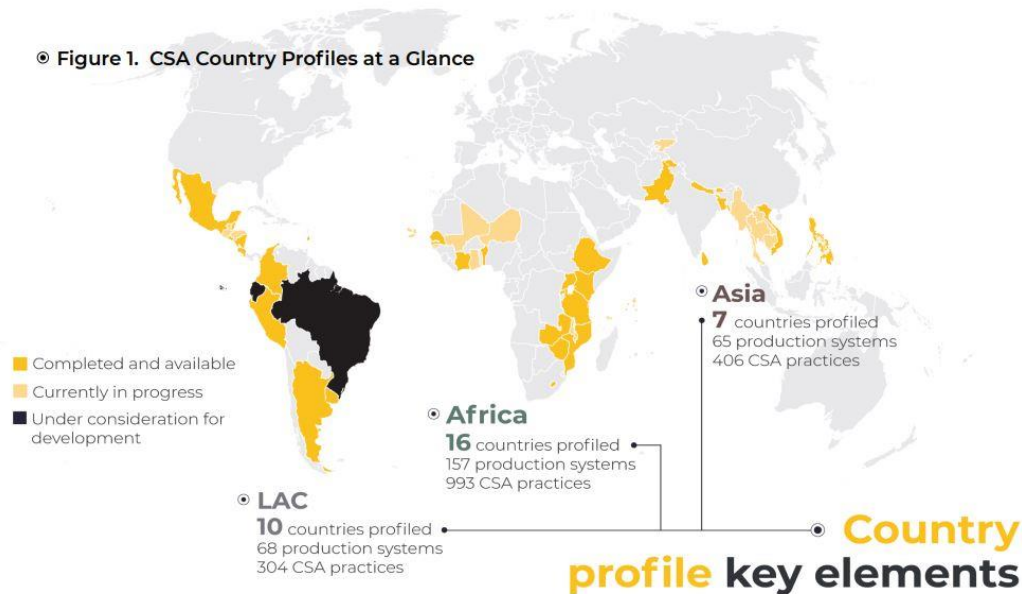 Figure 1. CSA Country Profiles at a Glance
Completed and available
Currently in progress
Under consideration for
development
Asia
7 countries profiled
65 production systems
406 CSA practices
Africa
16 countries profiled
157 production systems
993 CSA practices
LAC
10 countries profiled
68 production systems
304 CSA practices
Country
profile key elements